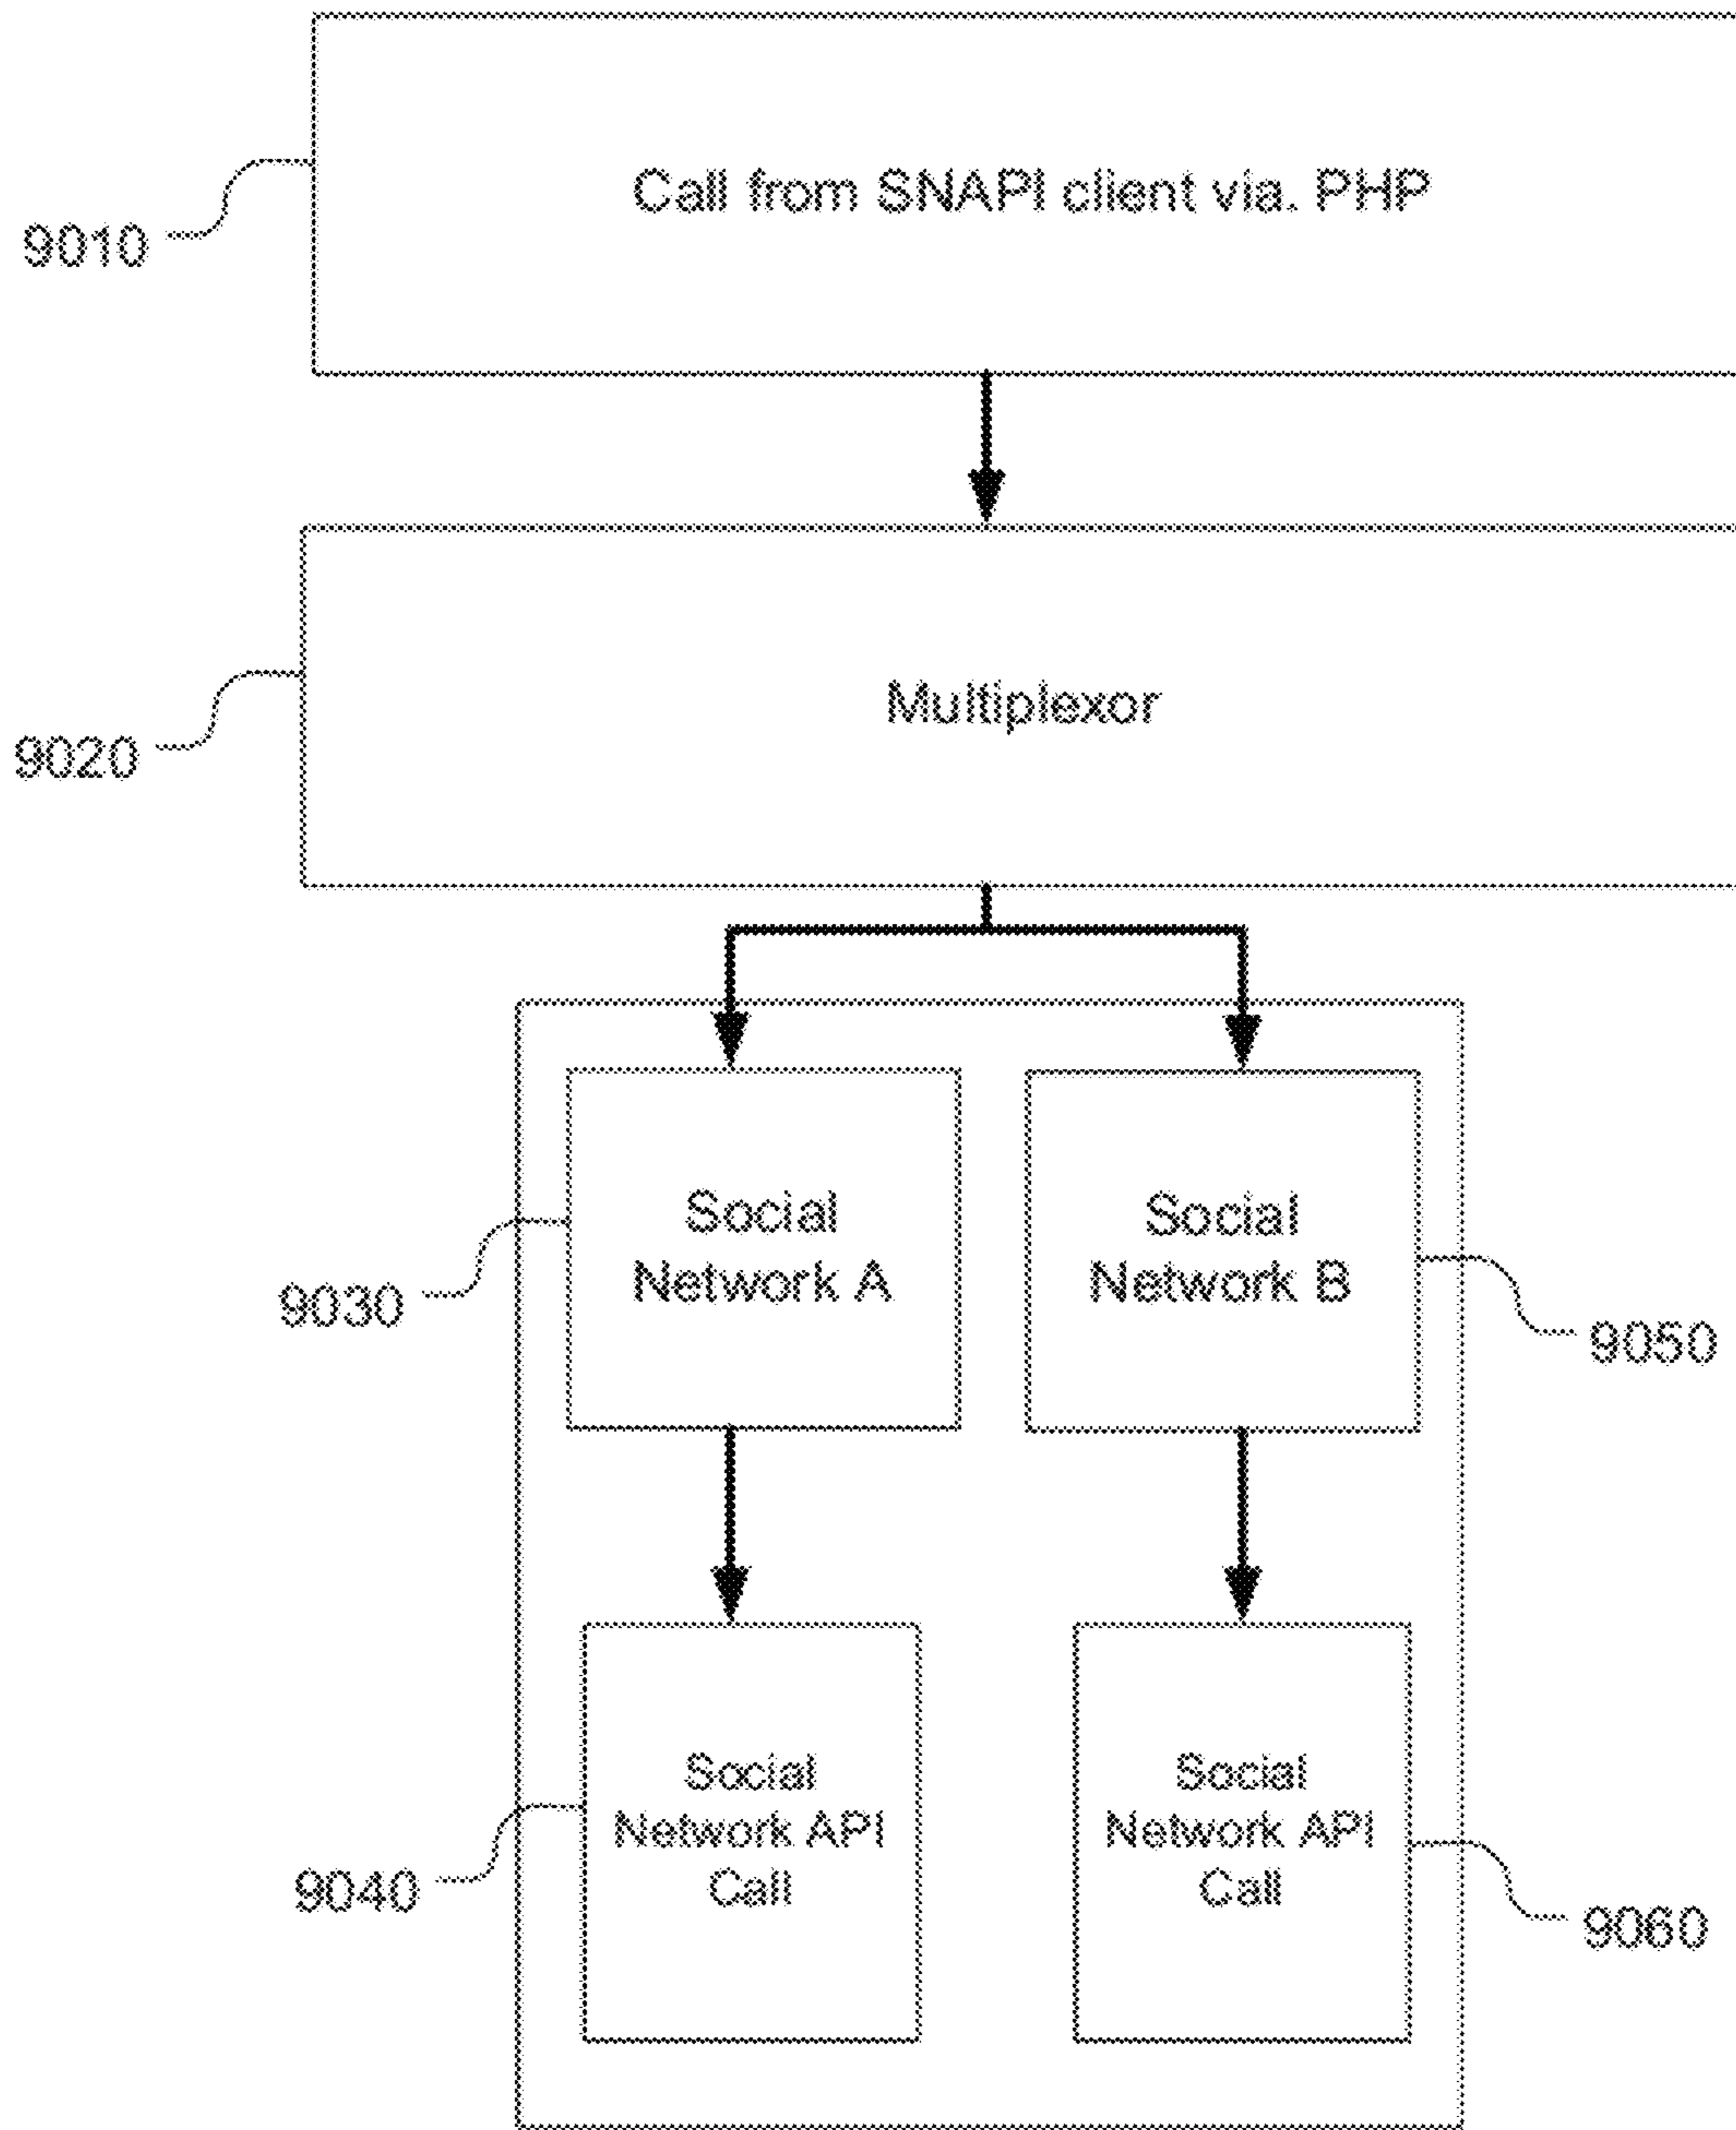 Call from SNAPI client via. PHP
9010
Multiplexor
9020
Social
Network A
9030
Social
Network B
9050
Social
Network API
Call
9040
Social
Network API
Call
9060